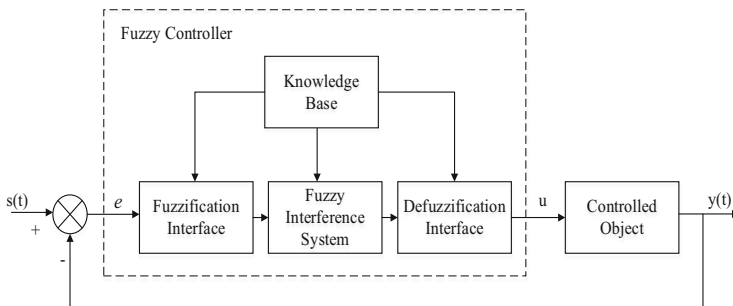 Fuzzy Controller
Knowledge
Base
s(t)
+
-
e
Fuzzification
Interface
Fuzzy
Interference
System
Defuzzification
Interface
u
Controlled
Object
y(t)